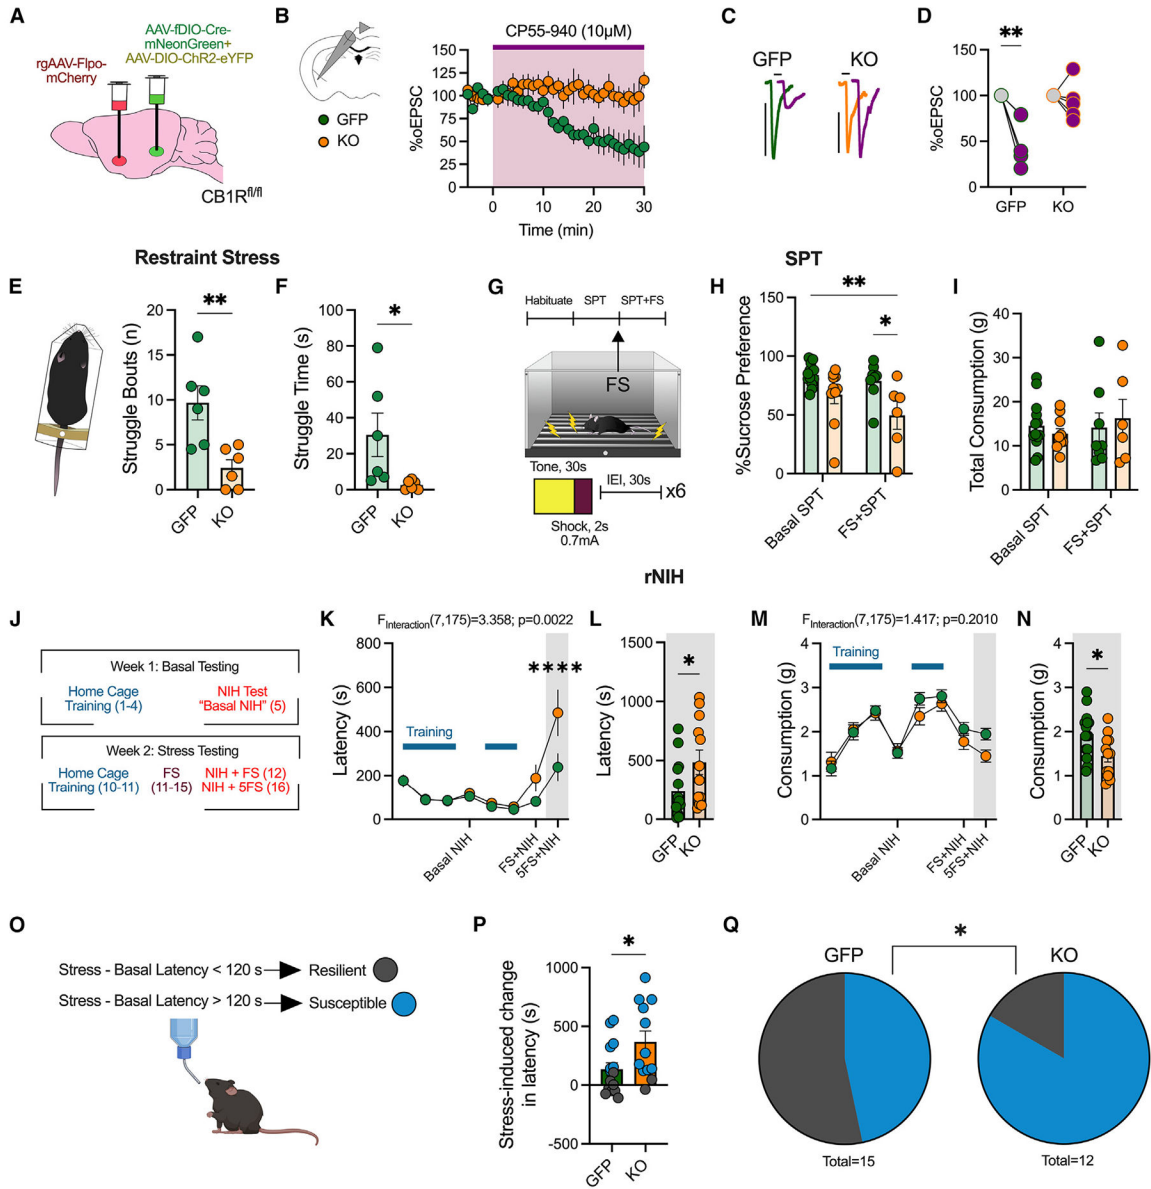 A
rgAAV-Flpo-
mCherry
AAV-fDIO-Cre-
mNeonGreen+
AAV-DIO-ChR2-eYFP
CB1Rfl/fl
B
GFP
KO
CP55-940 (10μM)
%oEPSC
150
125
100
75
50
25
0
0
10
20
30
Time (min)
C
GFP
KO
D
**
%oEPSC
150
100
50
0
GFP
KO
Restraint Stress
SPT
E
Struggle Bouts (n)
20
15
10
5
0
**
GFP
KO
F
Struggle Time (s)
100
80
60
40
20
0
*
GFP
KO
G
Habituate
SPT
SPT+FS
FS
Tone, 30s
IEI, 30s
x6
Shock, 2s
0.7mA
H
%Sucrose Preference
150
100
50
0
**
*
Basal SPT
FS+SPT
I
Total Consumption (g)
40
30
20
10
0
Basal SPT
FS+SPT
rNIH
J
Week 1: Basal Testing
Home Cage
Training (1-4)
NIH Test
"Basal NIH" (5)
Week 2: Stress Testing
Home Cage
Training (10-11)
FS
(11-15)
NIH + FS (12)
NIH + 5FS (16)
K
FInteraction(7,175)=3.358; p=0.0022
Latency (s)
800
600
400
200
0
Training
****
Basal NIH
FS+NIH
5FS+NIH
L
Latency (s)
1500
1000
500
0
*
GFP
KO
M
FInteraction(7,175)=1.417; p=0.2010
Consumption (g)
4
3
2
1
0
Training
Basal NIH
FS+NIH
5FS+NIH
N
Consumption (g)
4
3
2
1
0
*
GFP
KO
O
Stress - Basal Latency < 120 s
Resilient
Stress - Basal Latency > 120 s
Susceptible
P
Stress-induced change
in latency (s)
1000
500
0
-500
*
GFP
KO
Q
GFP
*
KO
Total=15
Total=12